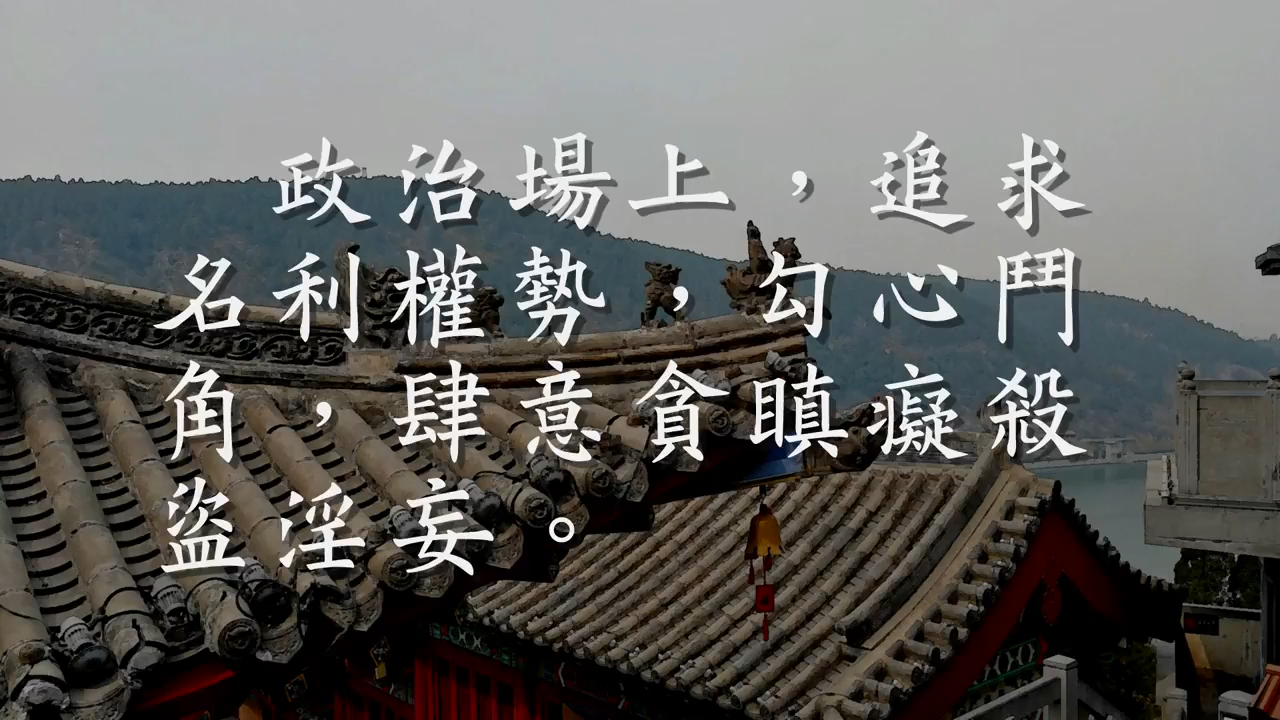 政治場上，追求
名利權勢，勾心鬥
角，肆意貪瞋癡殺
盜淫妄。